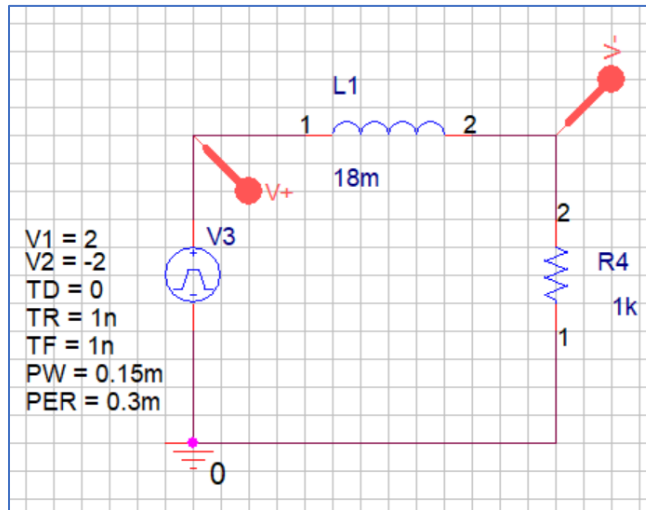 V-
L1
1
2
18m
V+
2
V3
R4
1k
1
V1 = 2
V2 = -2
TD = 0
TR = 1n
TF = 1n
PW = 0.15m
PER = 0.3m
0